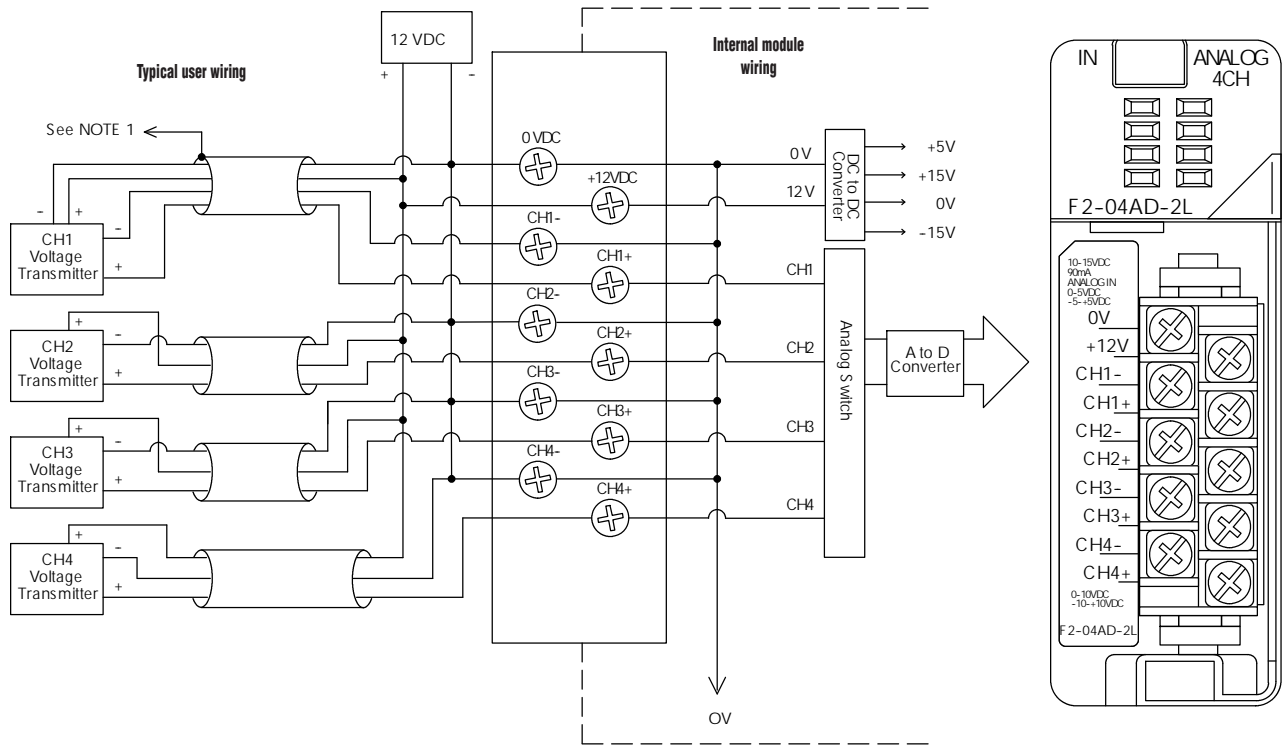 12 VDC
+ -
Typical user wiring
Internal module
wiring
See NOTE 1
- +
-
+
CH1
Voltage
Transmitter
+
-
+
CH2
Voltage
Transmitter
+
-
+
CH3
Voltage
Transmitter
+
-
+
CH4
Voltage
Transmitter
0 VDC
+12VDC
CH1-
CH1+
CH2-
CH2+
CH3-
CH3+
CH4-
CH4+
0V
12V
CH1
CH2
CH3
CH4
DC to DC
Converter
+5V
+15V
0V
-15V
Analog Switch
A to D
Converter
OV
IN
ANALOG
4CH
F2-04AD-2L
10-15VDC
90mA
ANALOG IN
0-5VDC
-5-+5VDC
0V
+12V
CH1-
CH1+
CH2-
CH2+
CH3-
CH3+
CH4-
CH4+
0-10VDC
-10-+10VDC
F2-04AD-2L